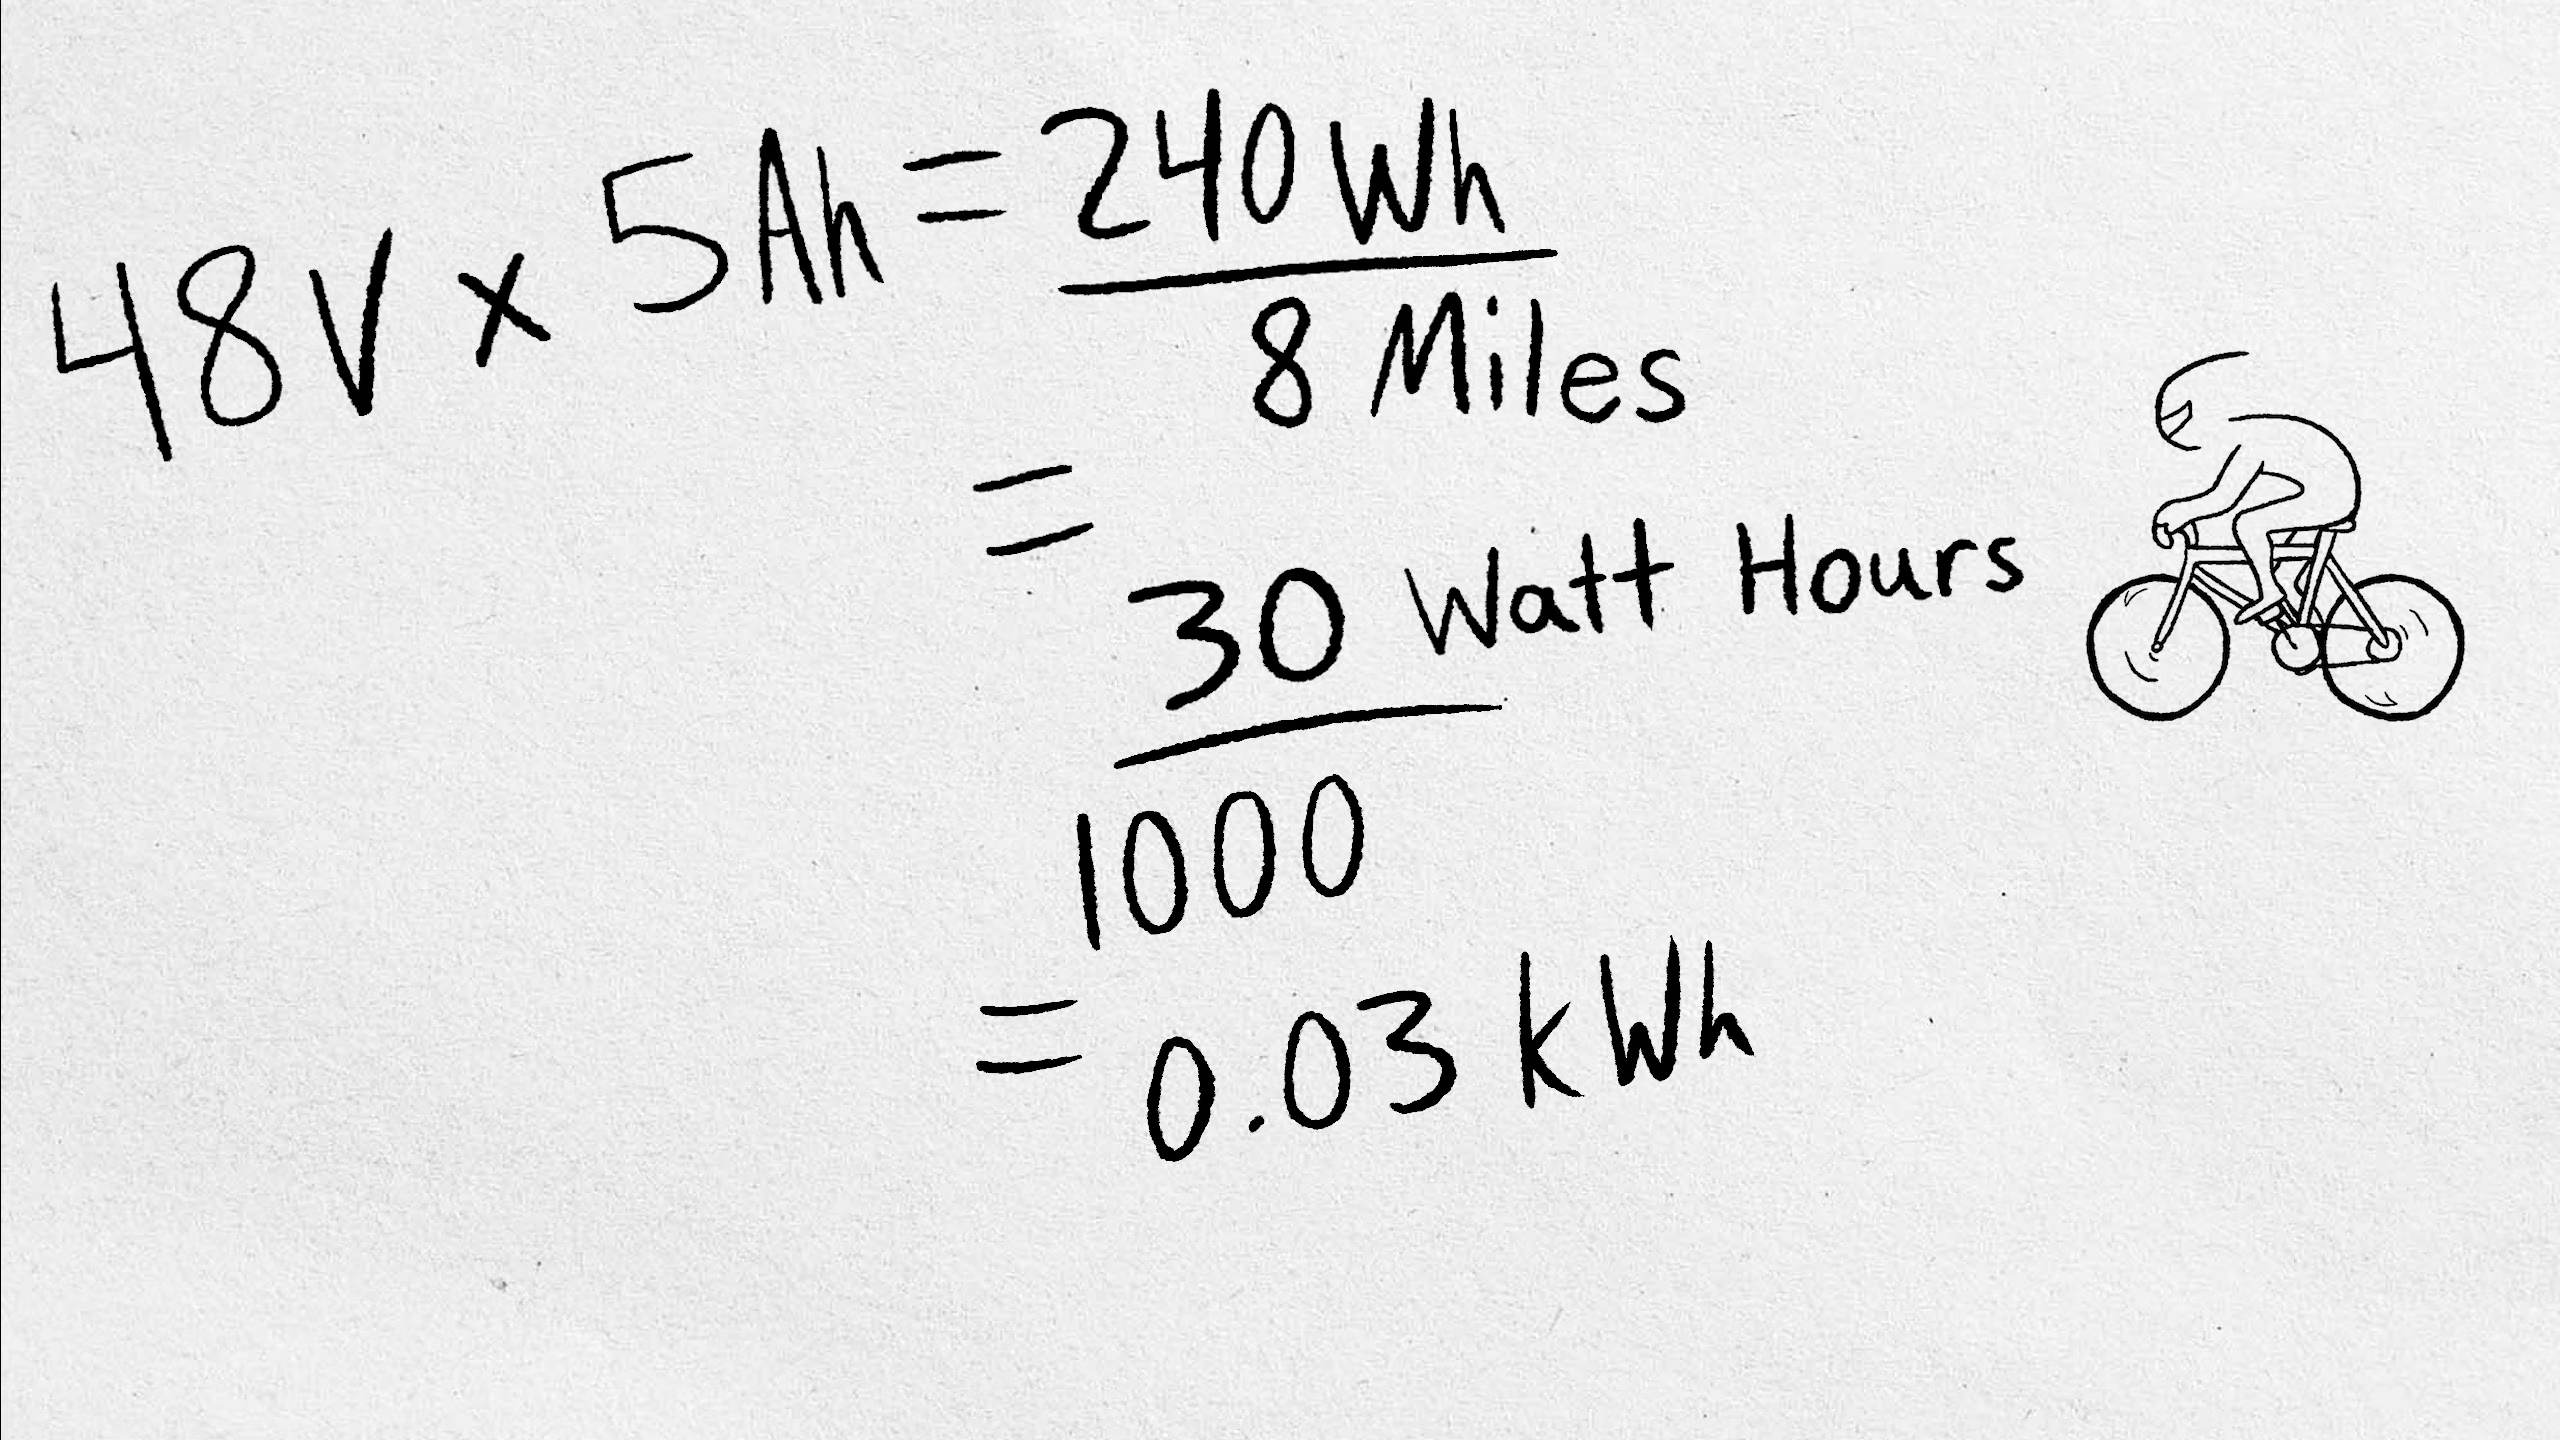 48V x 5Ah = 240 Wh
8 Miles
=
30 Watt Hours
1000
= 0.03 kWh